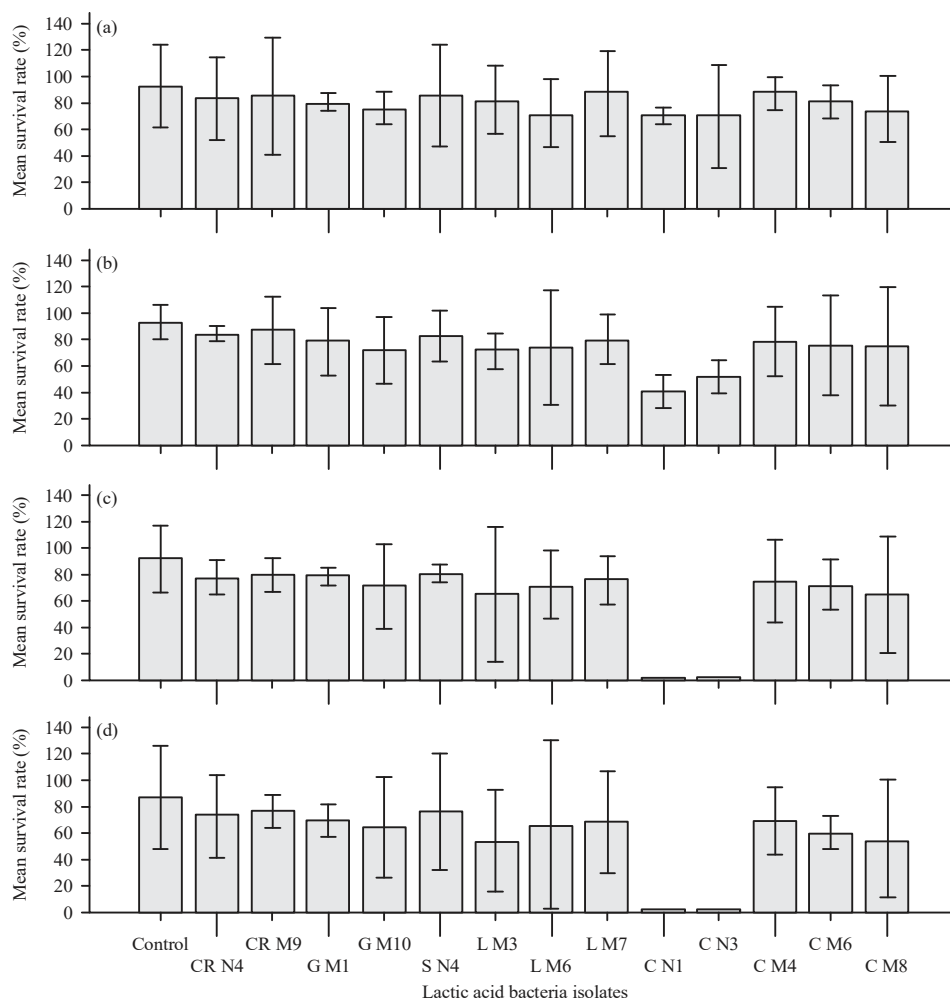 (a)
Mean survival rate (%)
140
120
100
80
60
40
20
0
(b)
Mean survival rate (%)
140
120
100
80
60
40
20
0
(c)
Mean survival rate (%)
140
120
100
80
60
40
20
0
(d)
Mean survival rate (%)
140
120
100
80
60
40
20
0
Control CR M9 G M10 L M3 L M7 C N3 C M6
CR N4 G M1 S N4 L M6 C N1 C M4 C M8
Lactic acid bacteria isolates